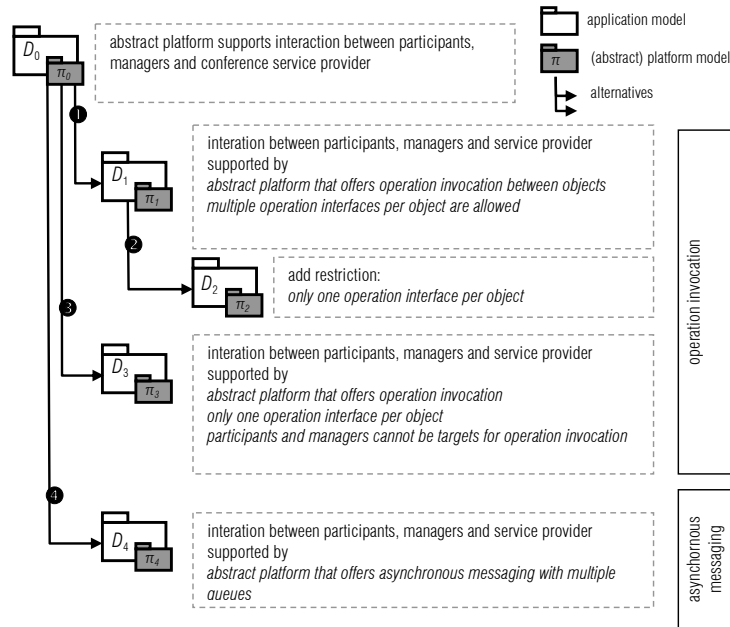 D0
π0
abstract platform supports interaction between participants,
managers and conference service provider
application model
π
(abstract) platform model
alternatives
1
D1
π1
interation between participants, managers and service provider
supported by
abstract platform that offers operation invocation between objects
multiple operation interfaces per object are allowed
2
D2
π2
add restriction:
only one operation interface per object
3
D3
π3
interation between participants, managers and service provider
supported by
abstract platform that offers operation invocation
only one operation interface per object
participants and managers cannot be targets for operation invocation
operation invocation
4
D4
π4
interation between participants, managers and service provider
supported by
abstract platform that offers asynchronous messaging with multiple
queues
asynchornous
messaging